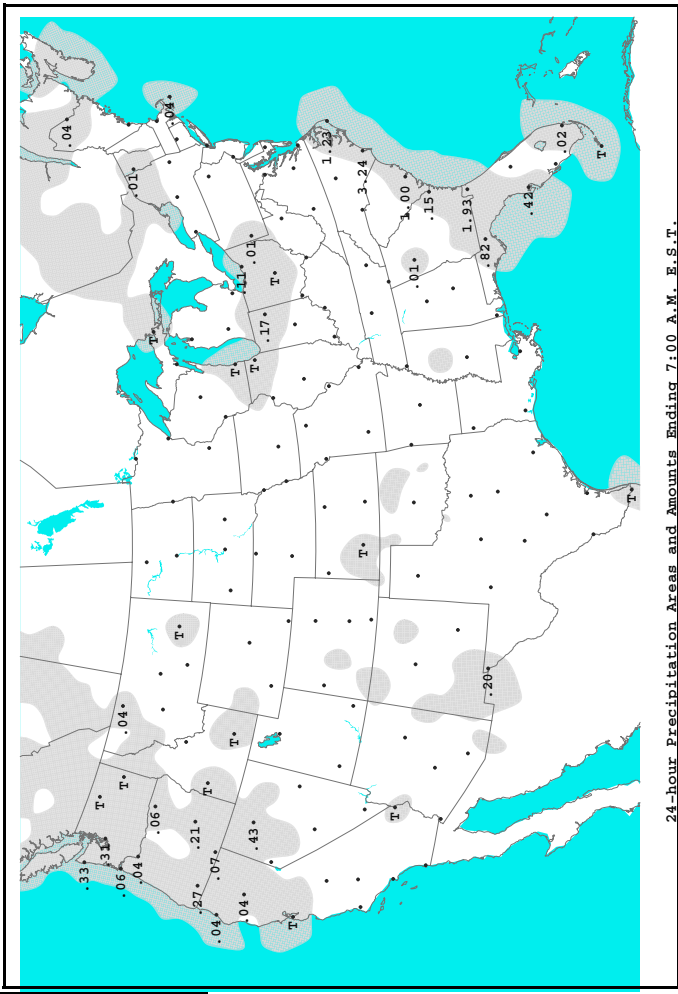 .04
.33
T
.31
.06
.04
T
.01
.04
T
.06
.04
T
.21
.27
T
.07
.04
T
T
.11
.04
.01
.43
T
.17
T
T
1.23
T
3.24
T
1.00
.01
.15
1.93
.20
.82
.42
.02
T
T
24-hour Precipitation Areas and Amounts Ending 7:00 A.M. E.S.T.